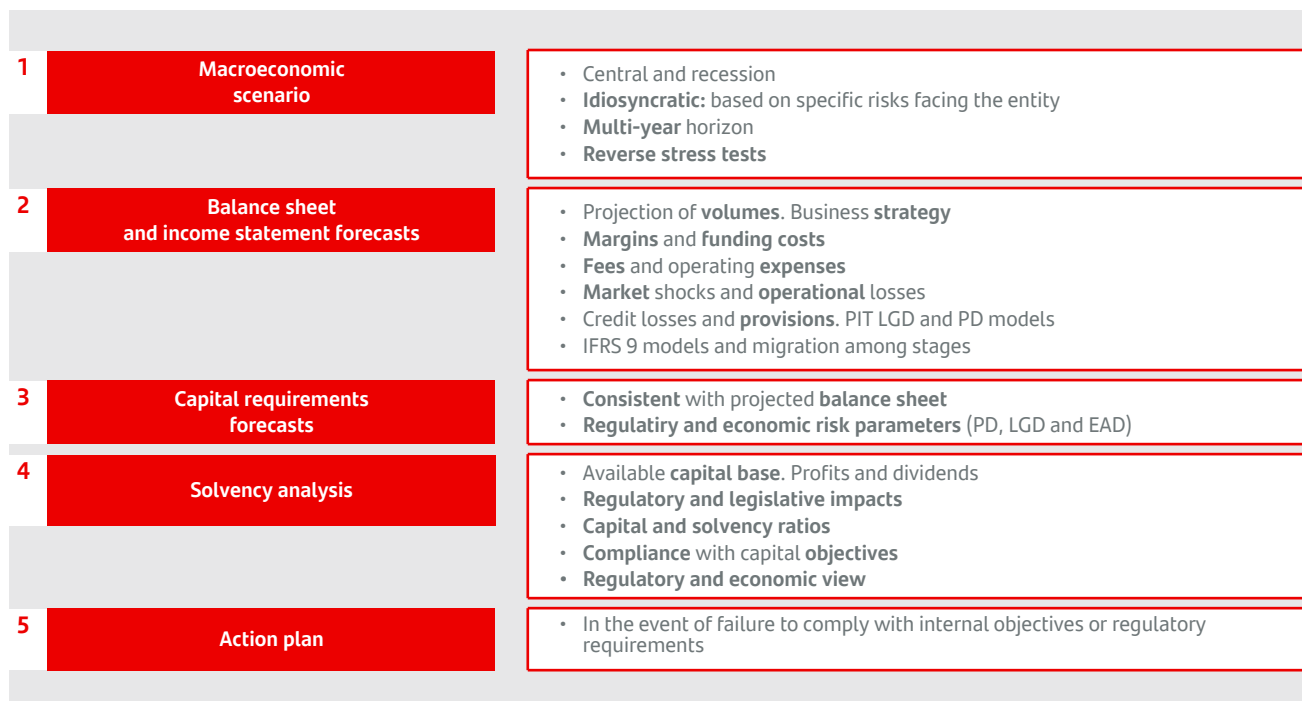 1
Macroeconomic
scenario
• Central and recession
• Idiosyncratic: based on specific risks facing the entity
• Multi-year horizon
• Reverse stress tests
2
Balance sheet
and income statement forecasts
• Projection of volumes. Business strategy
• Margins and funding costs
• Fees and operating expenses
• Market shocks and operational losses
• Credit losses and provisions. PIT LGD and PD models
• IFRS 9 models and migration among stages
3
Capital requirements
forecasts
• Consistent with projected balance sheet
• Regulatiry and economic risk parameters (PD, LGD and EAD)
4
Solvency analysis
• Available capital base. Profits and dividends
• Regulatory and legislative impacts
• Capital and solvency ratios
• Compliance with capital objectives
• Regulatory and economic view
5
Action plan
• In the event of failure to comply with internal objectives or regulatory
requirements